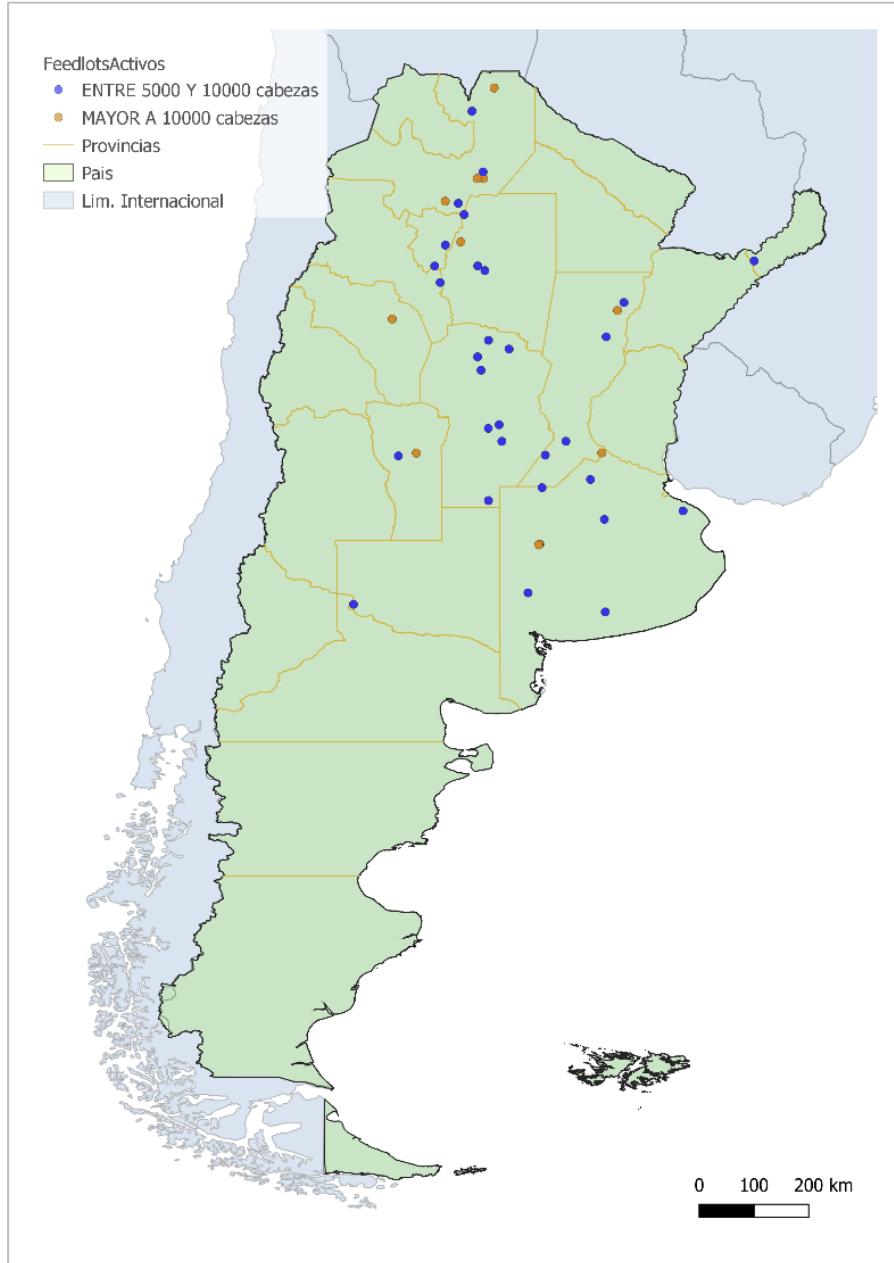 FeedlotsActivos
ENTRE 5000 Y 10000 cabezas
MAYOR A 10000 cabezas
Provincias
Pais
Lim. Internacional
0 100 200 km